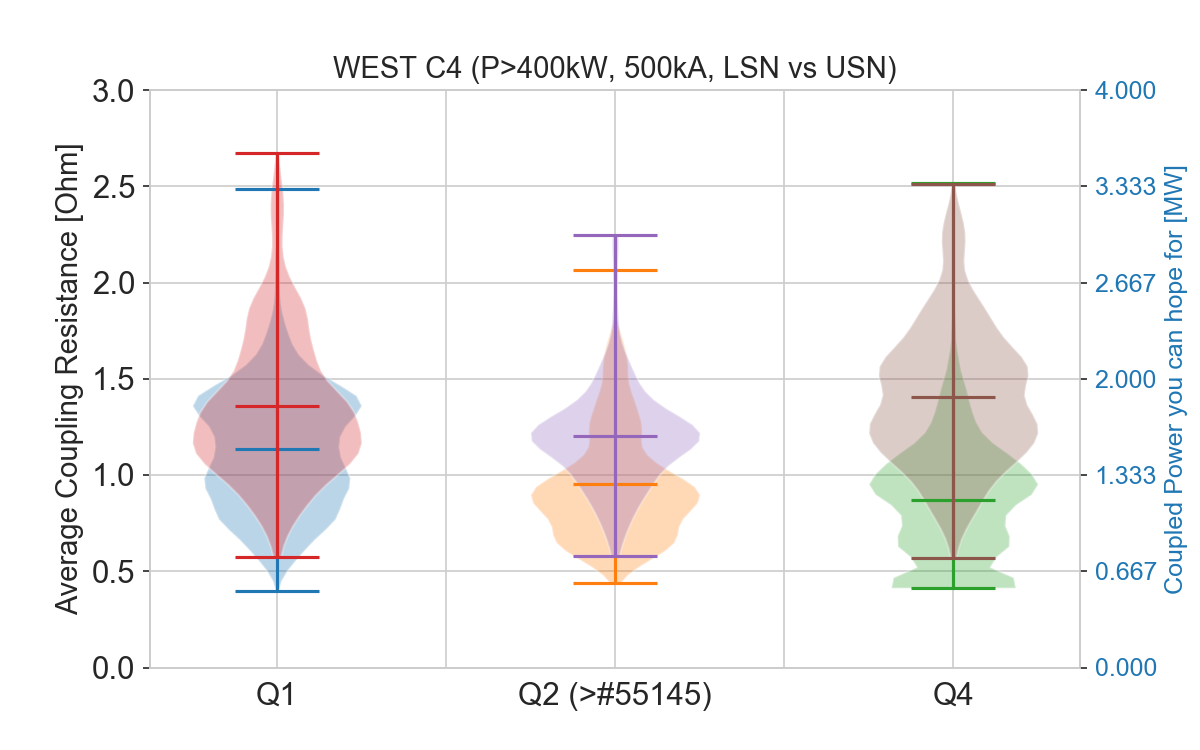 WEST C4 (P>400kW, 500kA, LSN vs USN)
Average Coupling Resistance [Ohm]
3.0
2.5
2.0
1.5
1.0
0.5
0.0
Q1
Q2 (>#55145)
Q4
4.000
3.333
2.667
2.000
1.333
0.667
0.000
Coupled Power you can hope for [MW]